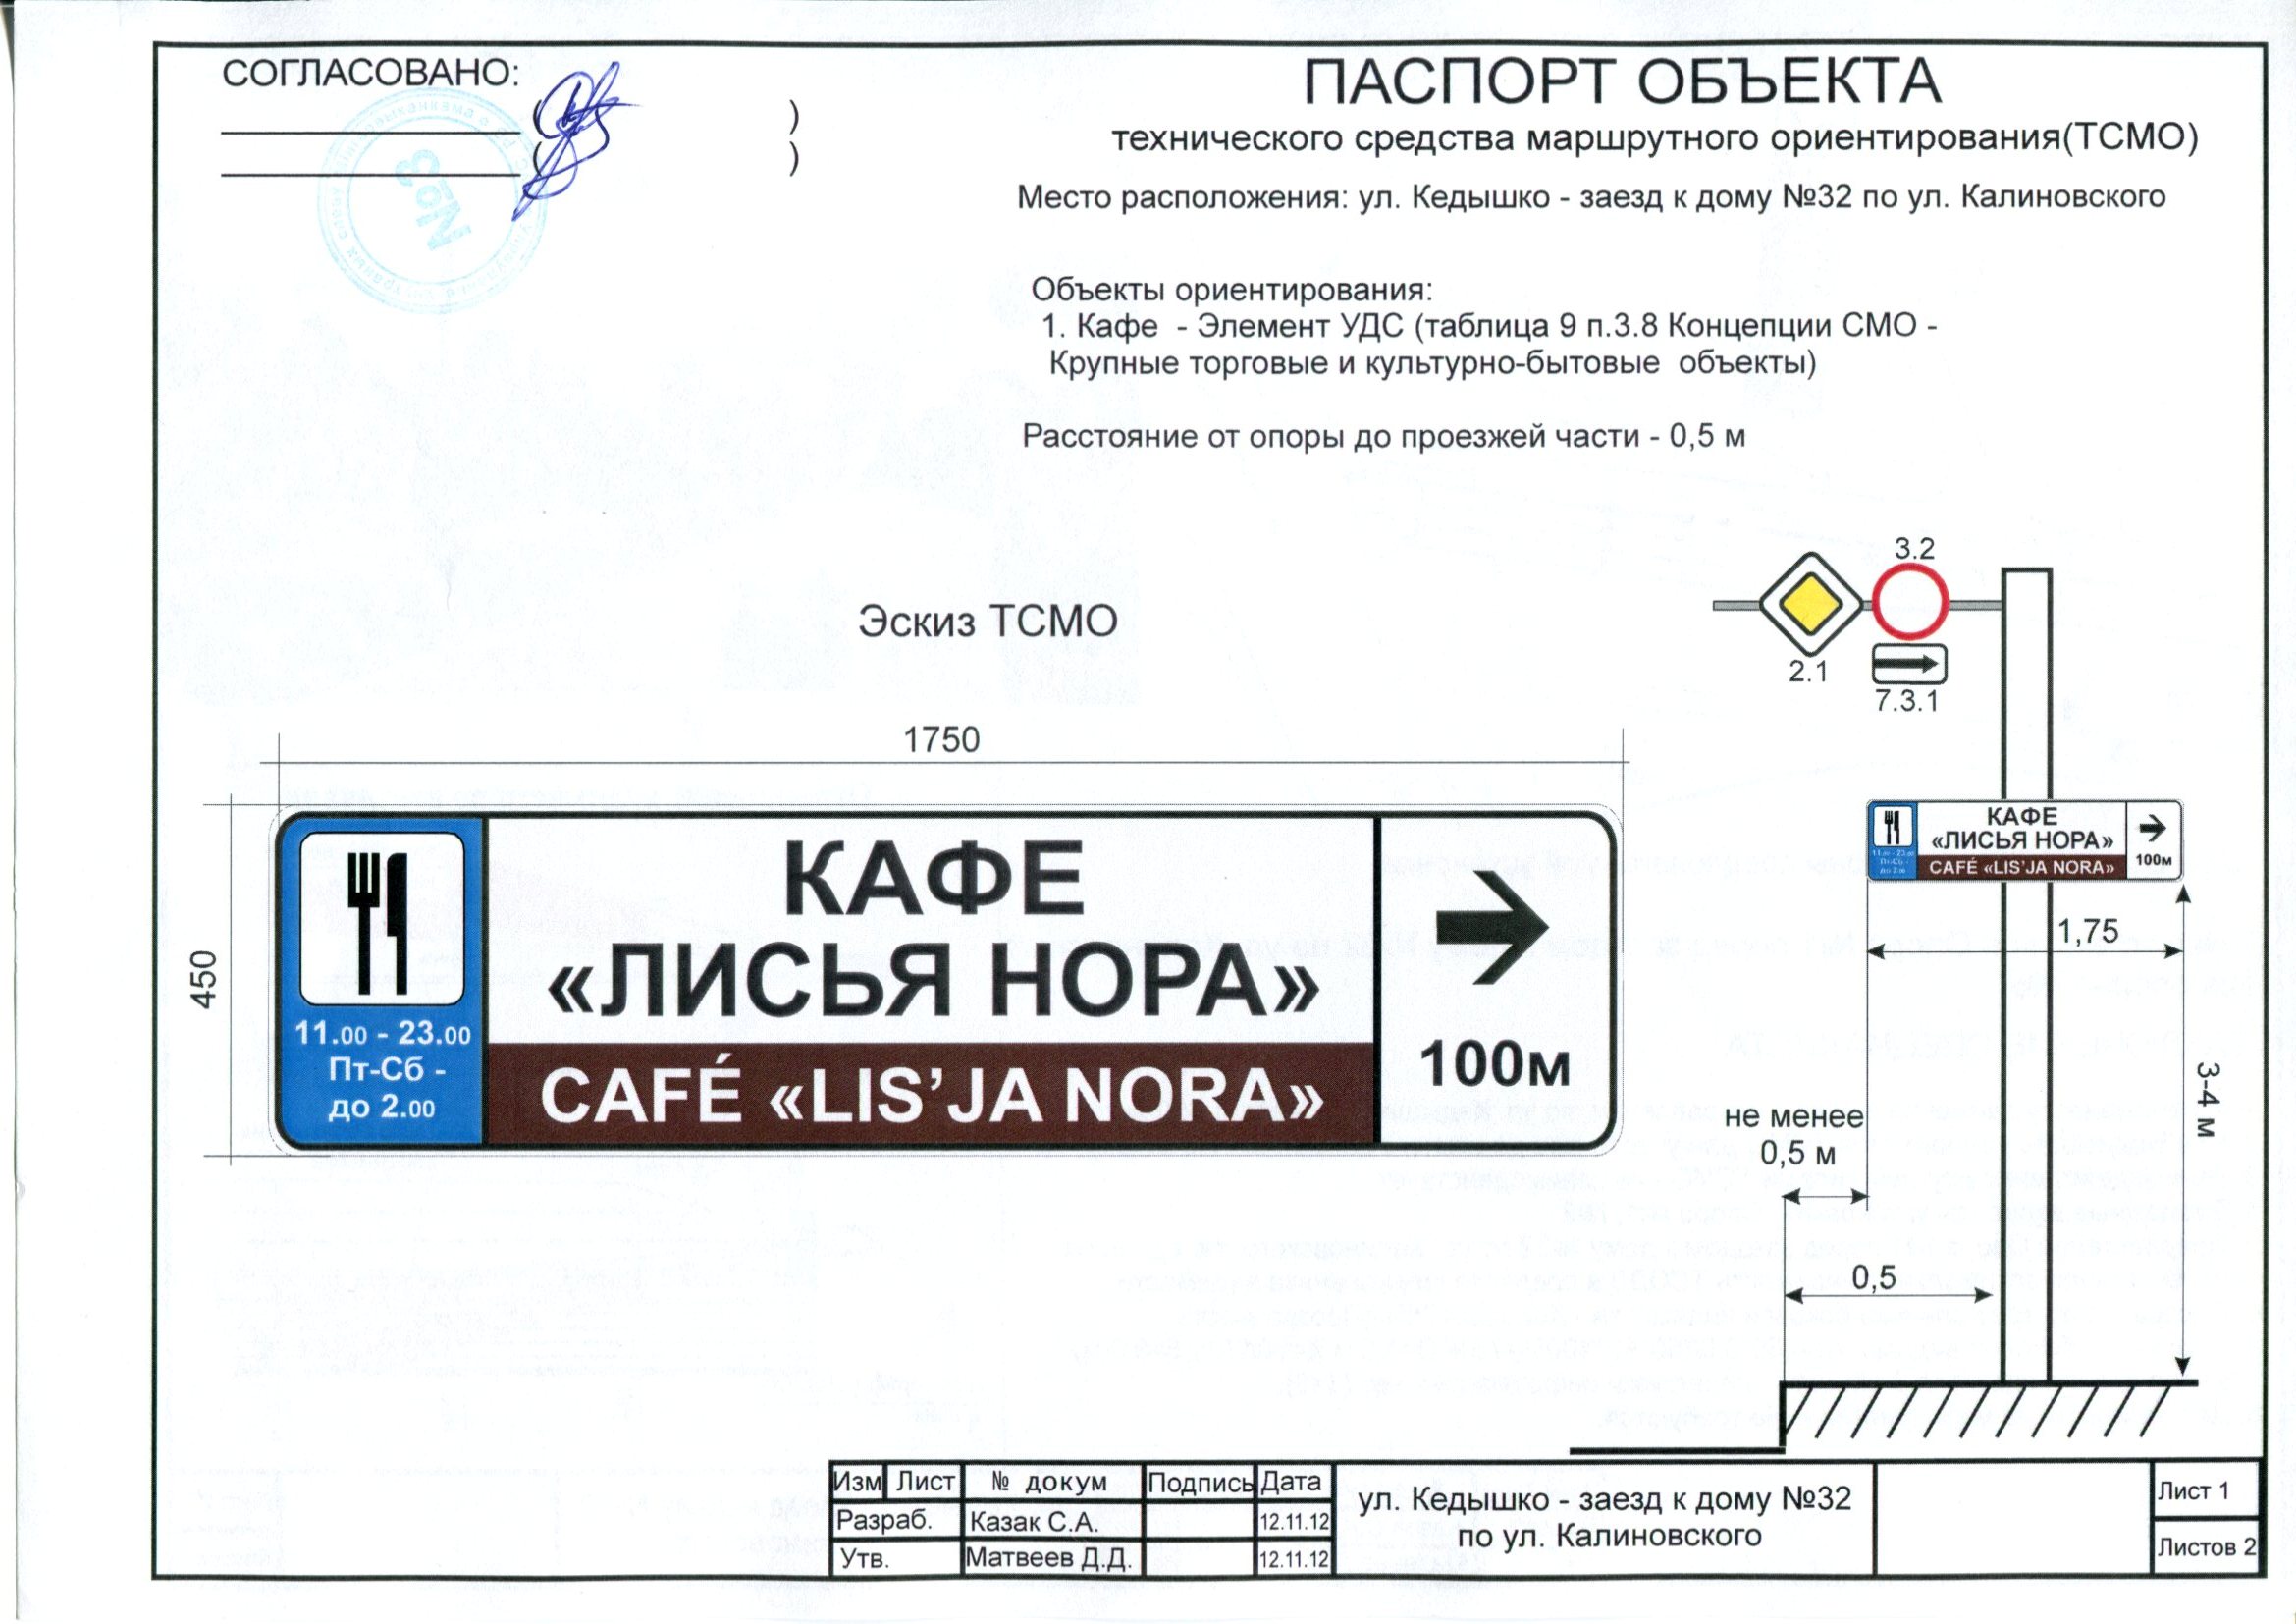 СОГЛАСОВАНО:
( )
( )
№3
ПАСПОРТ ОБЪЕКТА
технического средства маршрутного ориентирования(ТСМО)
Место расположения: ул. Кедышко - заезд к дому №32 по ул. Калиновского
Объекты ориентирования:
1. Кафе - Элемент УДС (таблица 9 п.3.8 Концепции СМО -
Крупные торговые и культурно-бытовые объекты)
Расстояние от опоры до проезжей части - 0,5 м
Эскиз ТСМО
3.2
2.1
7.3.1
1750
450
11.00 - 23.00
Пт-Сб -
до 2.00
КАФЕ
«ЛИСЬЯ НОРА»
CAFÉ «LIS’JA NORA»
100м
11.00 - 23.00
Пт-Сб -
до 2.00
КАФЕ
«ЛИСЬЯ НОРА»
CAFÉ «LIS’JA NORA»
100м
1,75
3-4 м
не менее
0,5 м
0,5
Изм Лист № докум Подпись Дата
Разраб. Казак С.А. 12.11.12
Утв. Матвеев Д.Д. 12.11.12
ул. Кедышко - заезд к дому №32
по ул. Калиновского
Лист 1
Листов 2